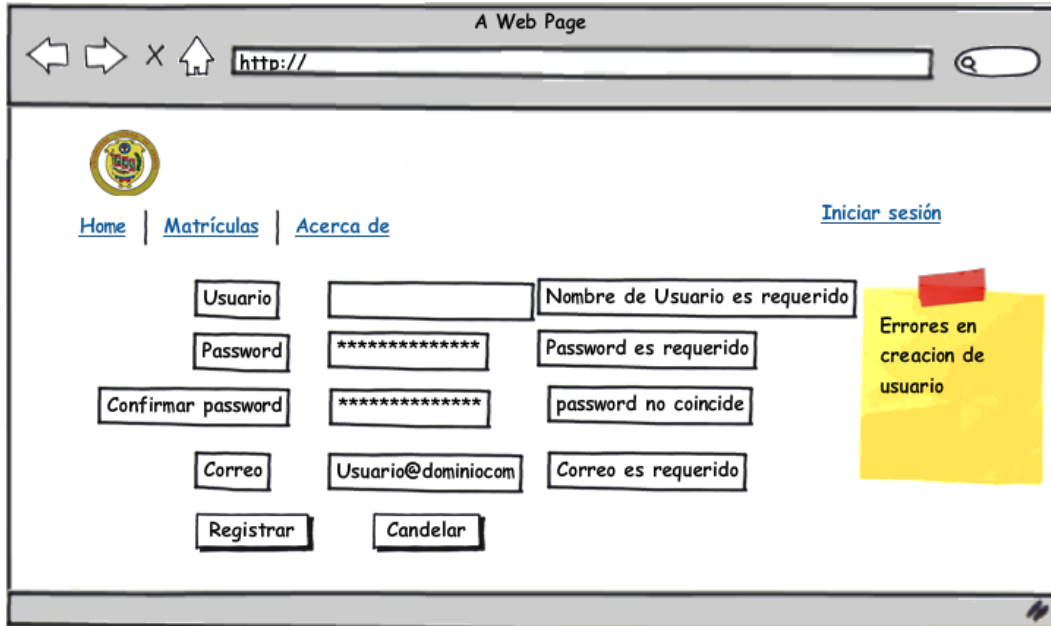 A Web Page
http://
Home Matrículas Acerca de
Iniciar sesión
Usuario Nombre de Usuario es requerido
Password ************** Password es requerido
Confirmar password ************** password no coincide
Correo Usuario@dominiocom Correo es requerido
Registrar Candelar
Errores en
creacion de
usuario